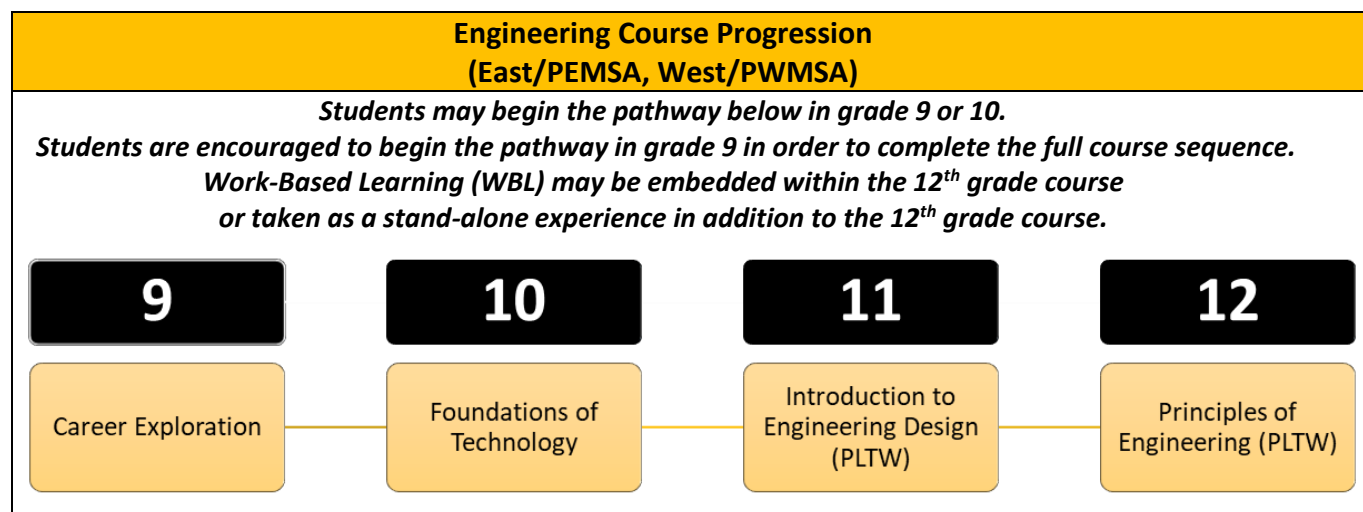 Engineering Course Progression
(East/PEMSA, West/PWMSA)
Students may begin the pathway below in grade 9 or 10.
Students are encouraged to begin the pathway in grade 9 in order to complete the full course sequence.
Work-Based Learning (WBL) may be embedded within the 12th grade course
or taken as a stand-alone experience in addition to the 12th grade course.
9
10
11
12
Career Exploration
Foundations of
Technology
Introduction to
Engineering Design
(PLTW)
Principles of
Engineering (PLTW)